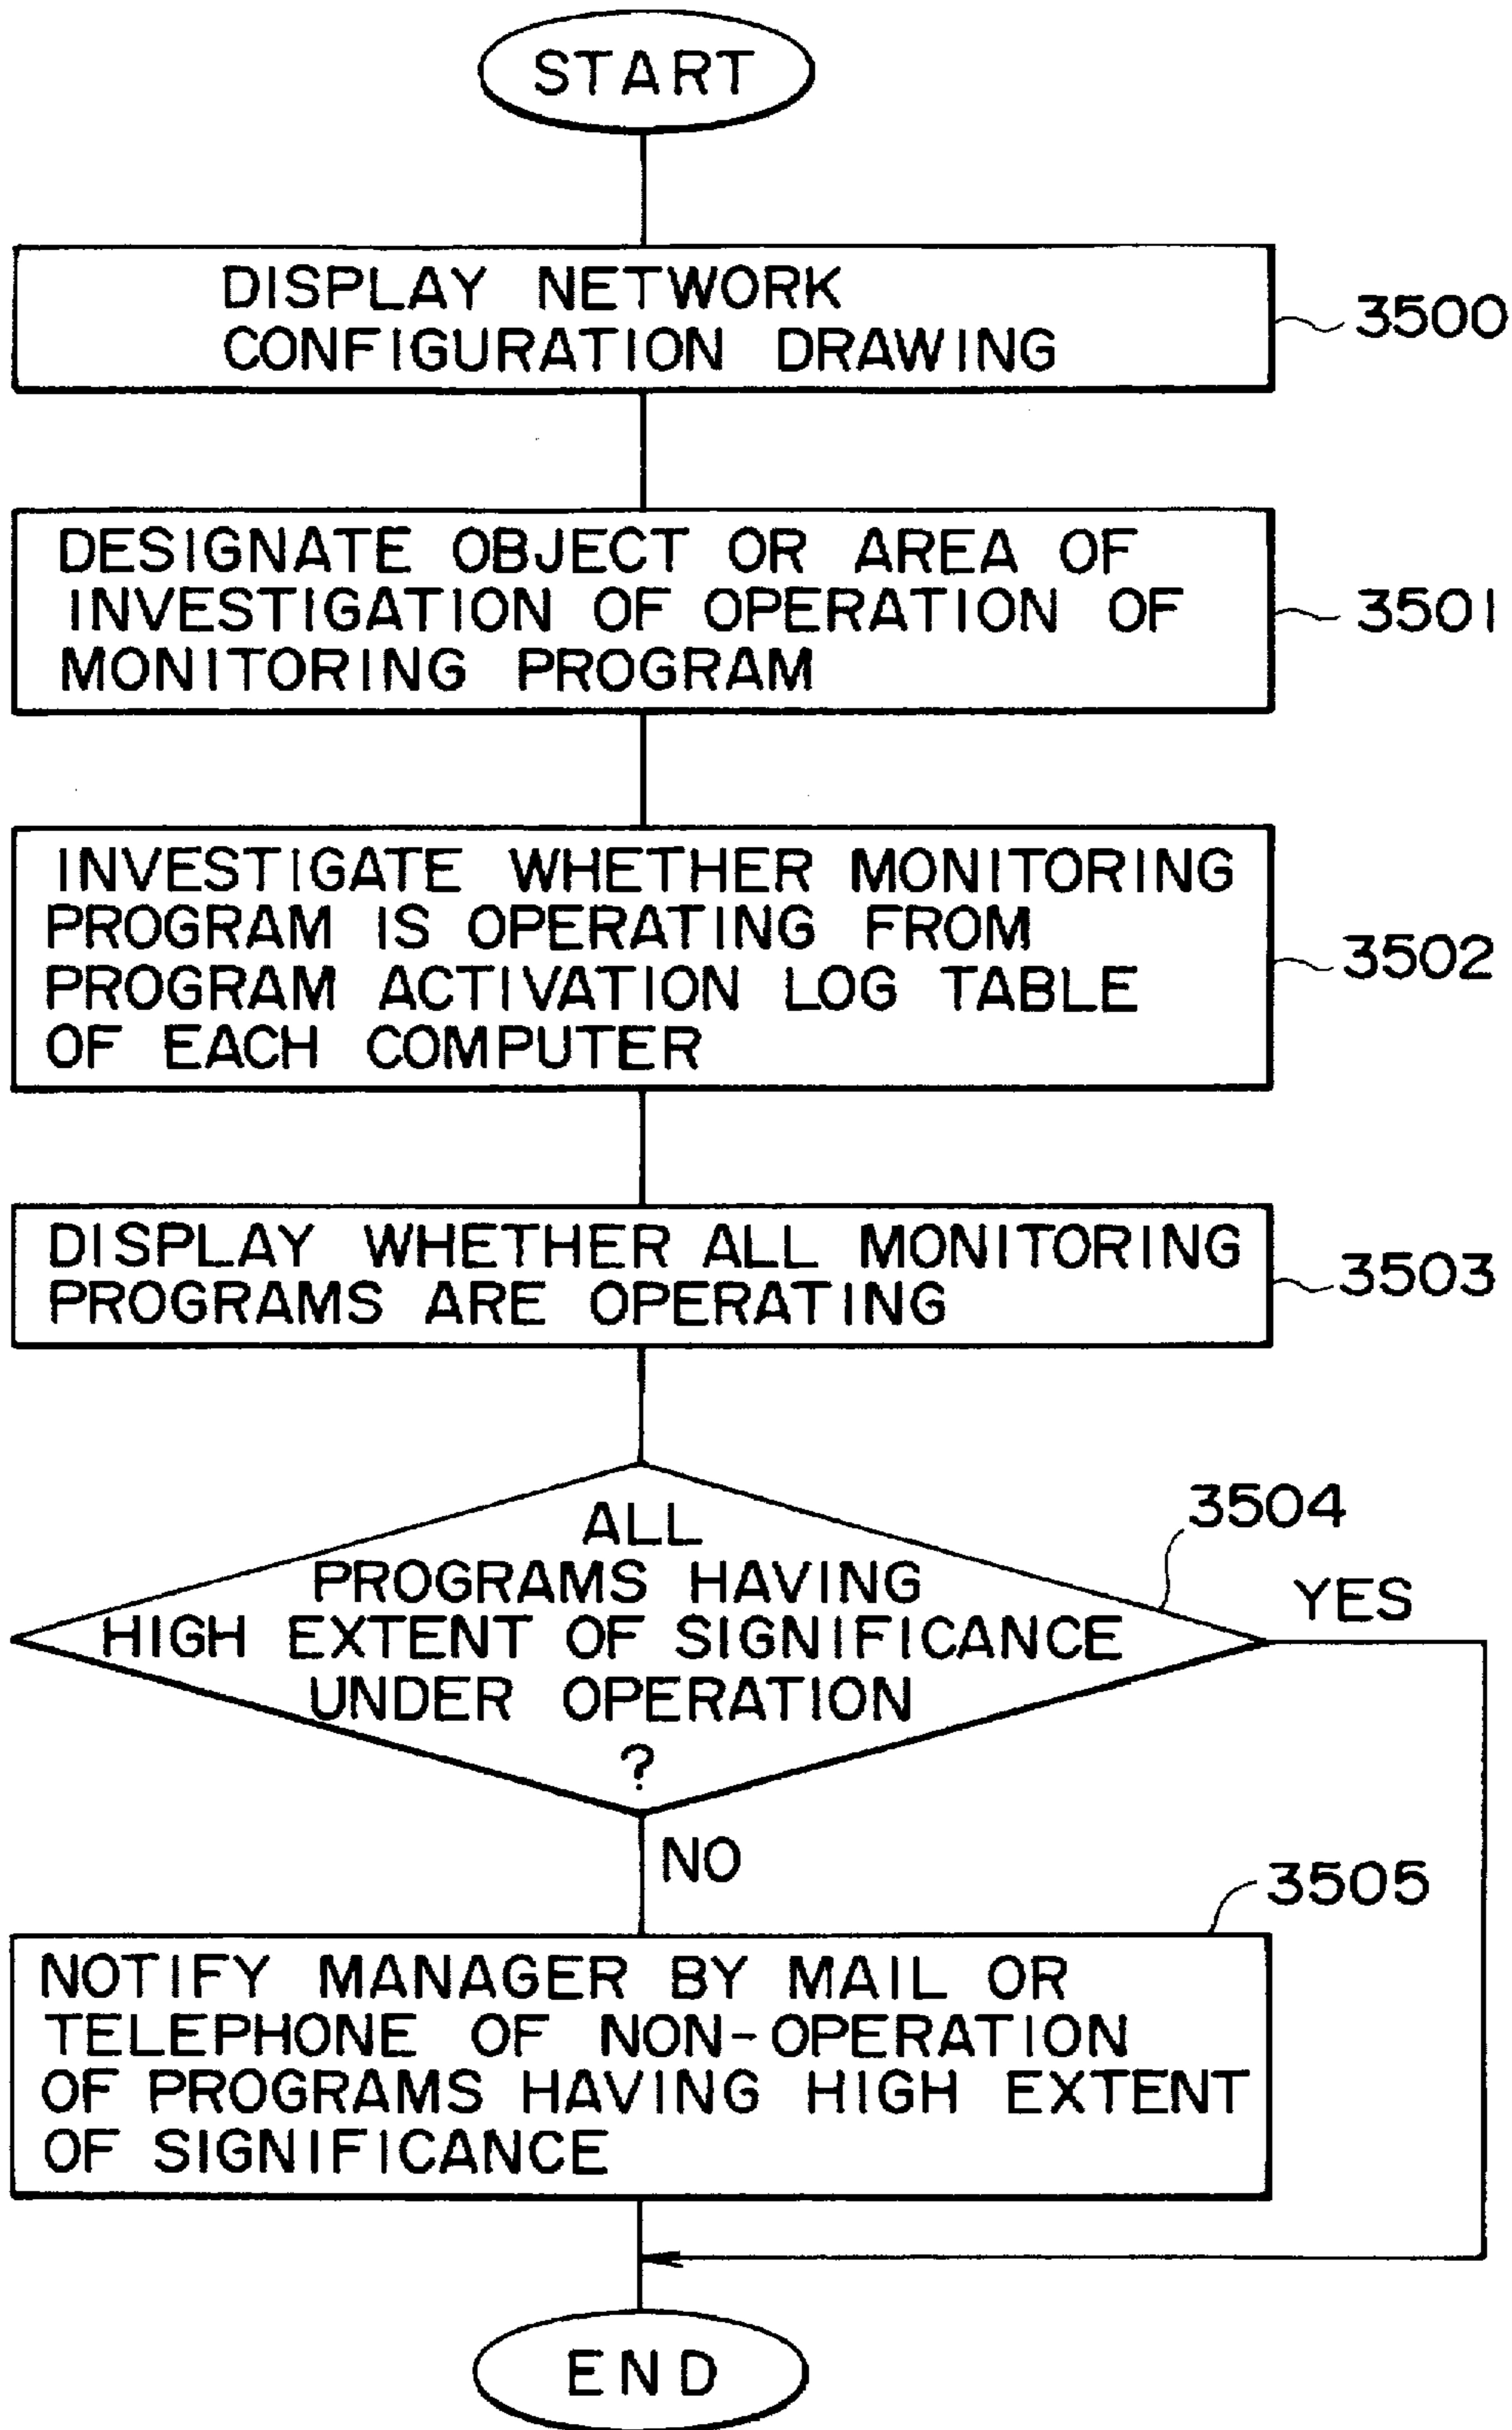 START
DISPLAY NETWORK
CONFIGURATION DRAWING
3500
DESIGNATE OBJECT OR AREA OF
INVESTIGATION OF OPERATION OF
MONITORING PROGRAM
3501
INVESTIGATE WHETHER MONITORING
PROGRAM IS OPERATING FROM
PROGRAM ACTIVATION LOG TABLE
OF EACH COMPUTER
3502
DISPLAY WHETHER ALL MONITORING
PROGRAMS ARE OPERATING
3503
3504
ALL
PROGRAMS HAVING
HIGH EXTENT OF SIGNIFICANCE
UNDER OPERATION
?
YES
NO
3505
NOTIFY MANAGER BY MAIL OR
TELEPHONE OF NON-OPERATION
OF PROGRAMS HAVING HIGH EXTENT
OF SIGNIFICANCE
END